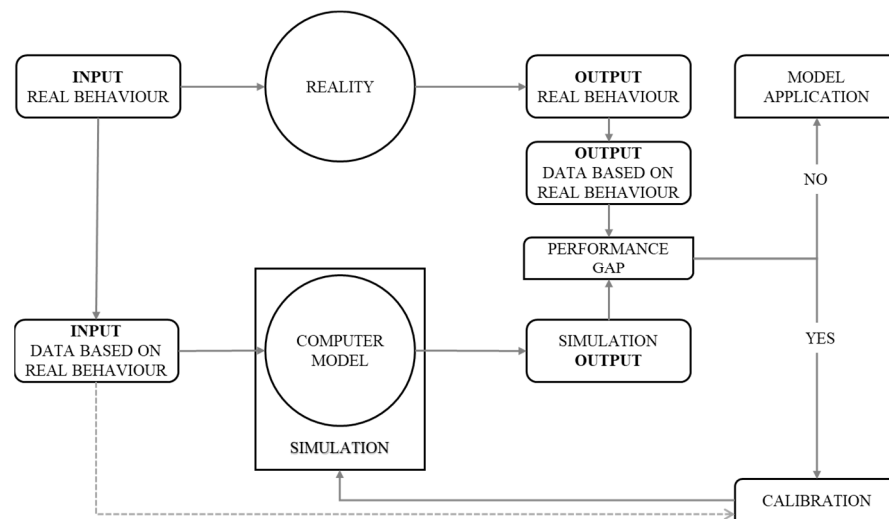 INPUT
REAL BEHAVIOUR
REALITY
OUTPUT
REAL BEHAVIOUR
MODEL
APPLICATION
OUTPUT
DATA BASED ON
REAL BEHAVIOUR
NO
PERFORMANCE
GAP
INPUT
DATA BASED ON
REAL BEHAVIOUR
COMPUTER
MODEL
SIMULATION
SIMULATION
OUTPUT
YES
CALIBRATION